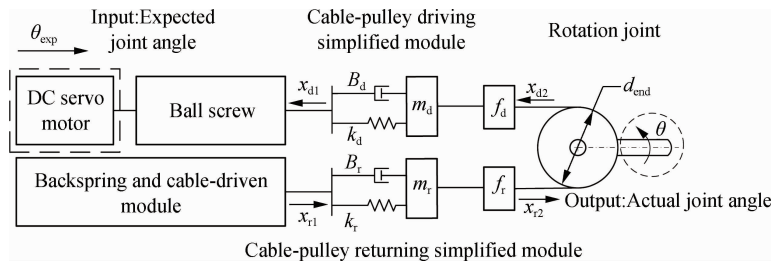 Input:Expected
joint angle
Cable-pulley driving
simplified module
Rotation joint
θexp
DC servo
motor
Ball screw
xd1
Bd
kd
md
fd
xd2
dend
θ
Backspring and cable-driven
module
xr1
Br
kr
mr
fr
xr2
Output:Actual joint angle
Cable-pulley returning simplified module